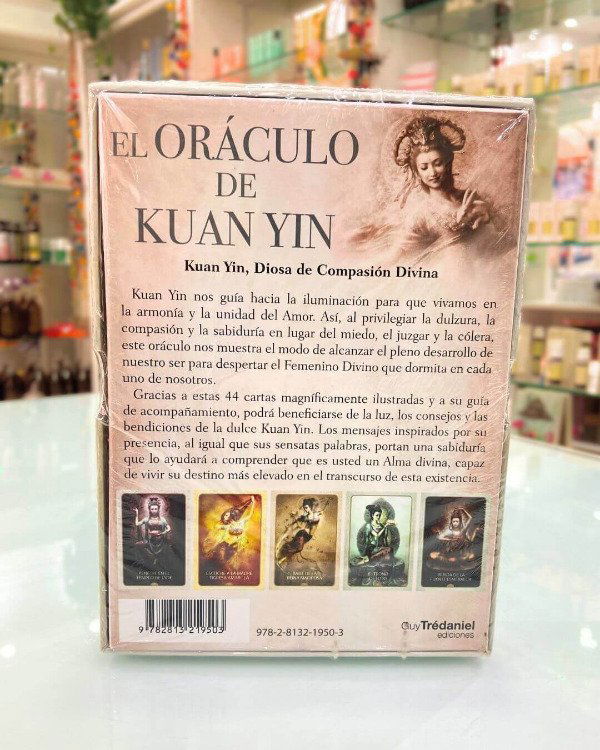 EL ORÁCULO
DE
KUAN YIN
Kuan Yin, Diosa de Compasión Divina
Kuan Yin nos guía hacia la iluminación para que vivamos en
la armonía y la unidad del Amor. Así, al privilegiar la dulzura, la
compasión y la sabiduría en lugar del miedo, el juzgar y la cólera,
este oráculo nos muestra el modo de alcanzar el pleno desarrollo de
nuestro ser para despertar el Femenino Divino que dormita en cada
uno de nosotros.
Gracias a estas 44 cartas magníficamente ilustradas y a su guía
de acompañamiento, podrá beneficiarse de la luz, los consejos y las
bendiciones de la dulce Kuan Yin. Los mensajes inspirados por su
presencia, al igual que sus sensatas palabras, portan una sabiduría
que lo ayudará a comprender que es usted un Alma divina, capaz
de vivir su destino más elevado en el transcurso de esta existencia.
9 782813 219503
978-2-8132-1950-3
Guy Trédaniel
ediciones